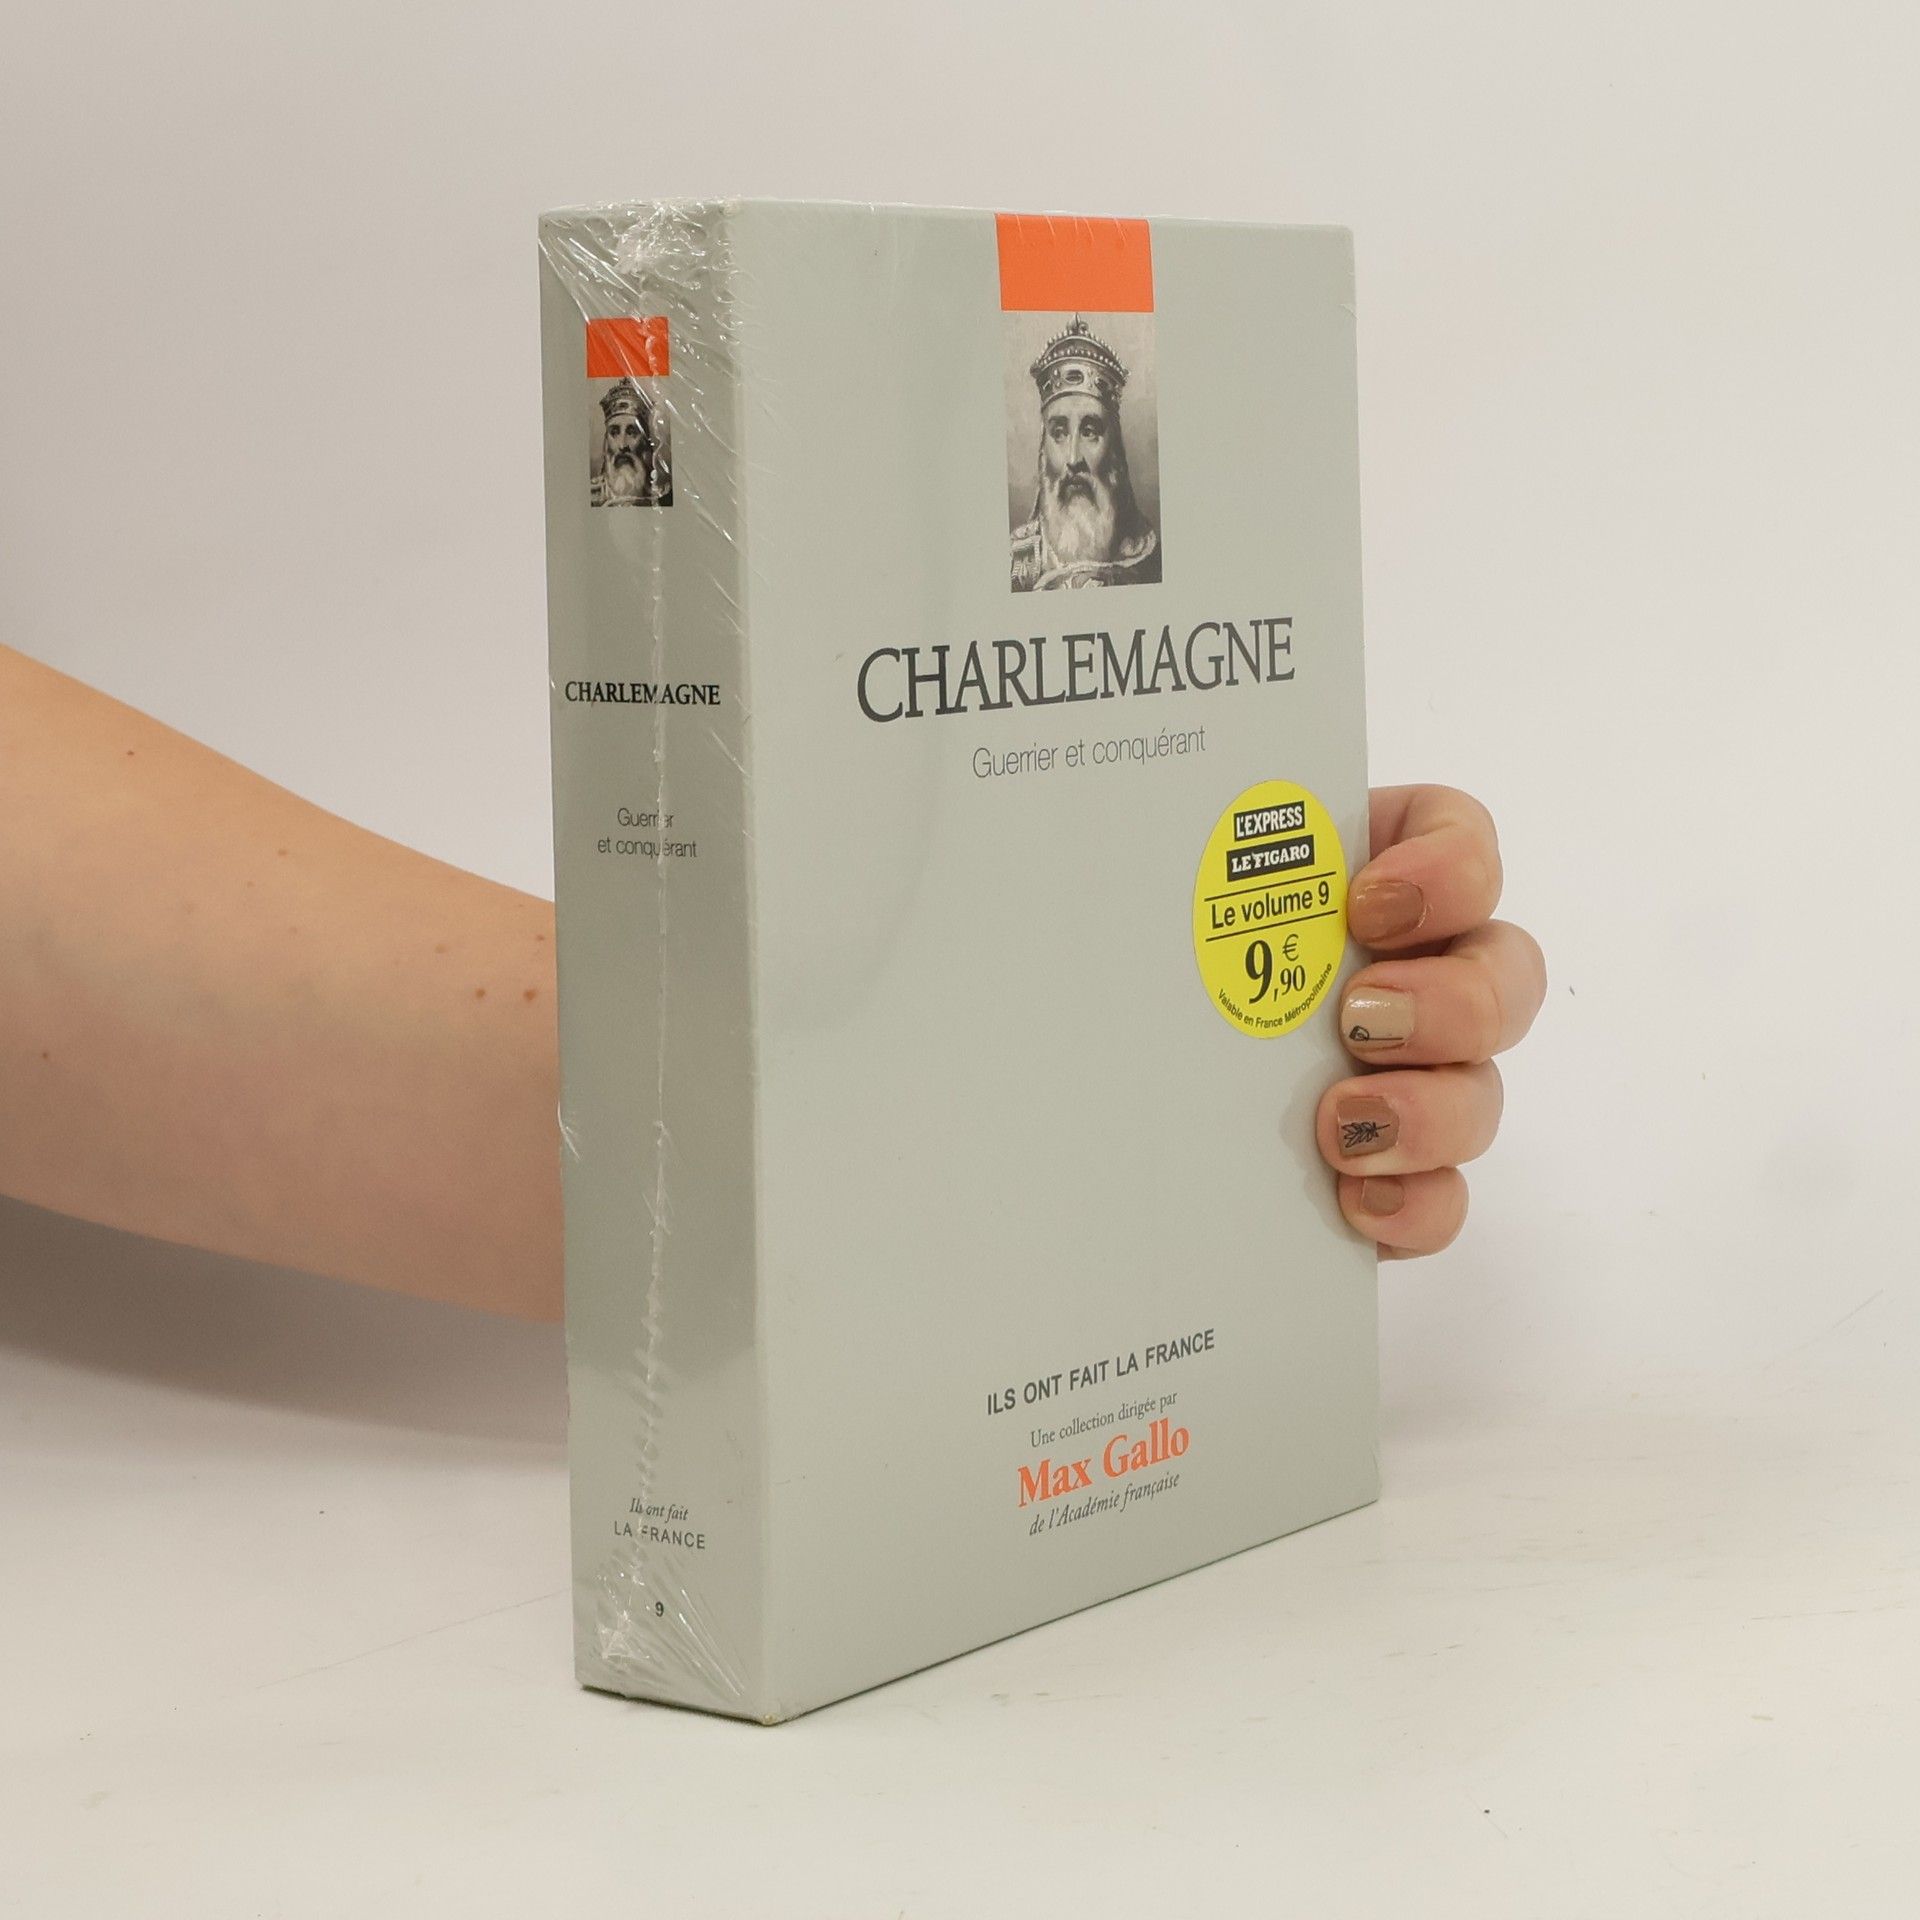 CHARLEMAGNE
Guerrier
et conquérant
Ils ont fait
LA FRANCE
9
CHARLEMAGNE
Guerrier et conquérant
L'EXPRESS
LE FIGARO
Le volume 9
9,90 €
Valable en France Métropolitaine
ILS ONT FAIT LA FRANCE
Une collection dirigée par
Max Gallo
de l'Académie française